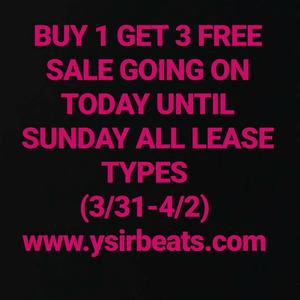 BUY 1 GET 3 FREE
SALE GOING ON
TODAY UNTIL
SUNDAY ALL LEASE
TYPES
(3/31-4/2)
www.ysirbeats.com